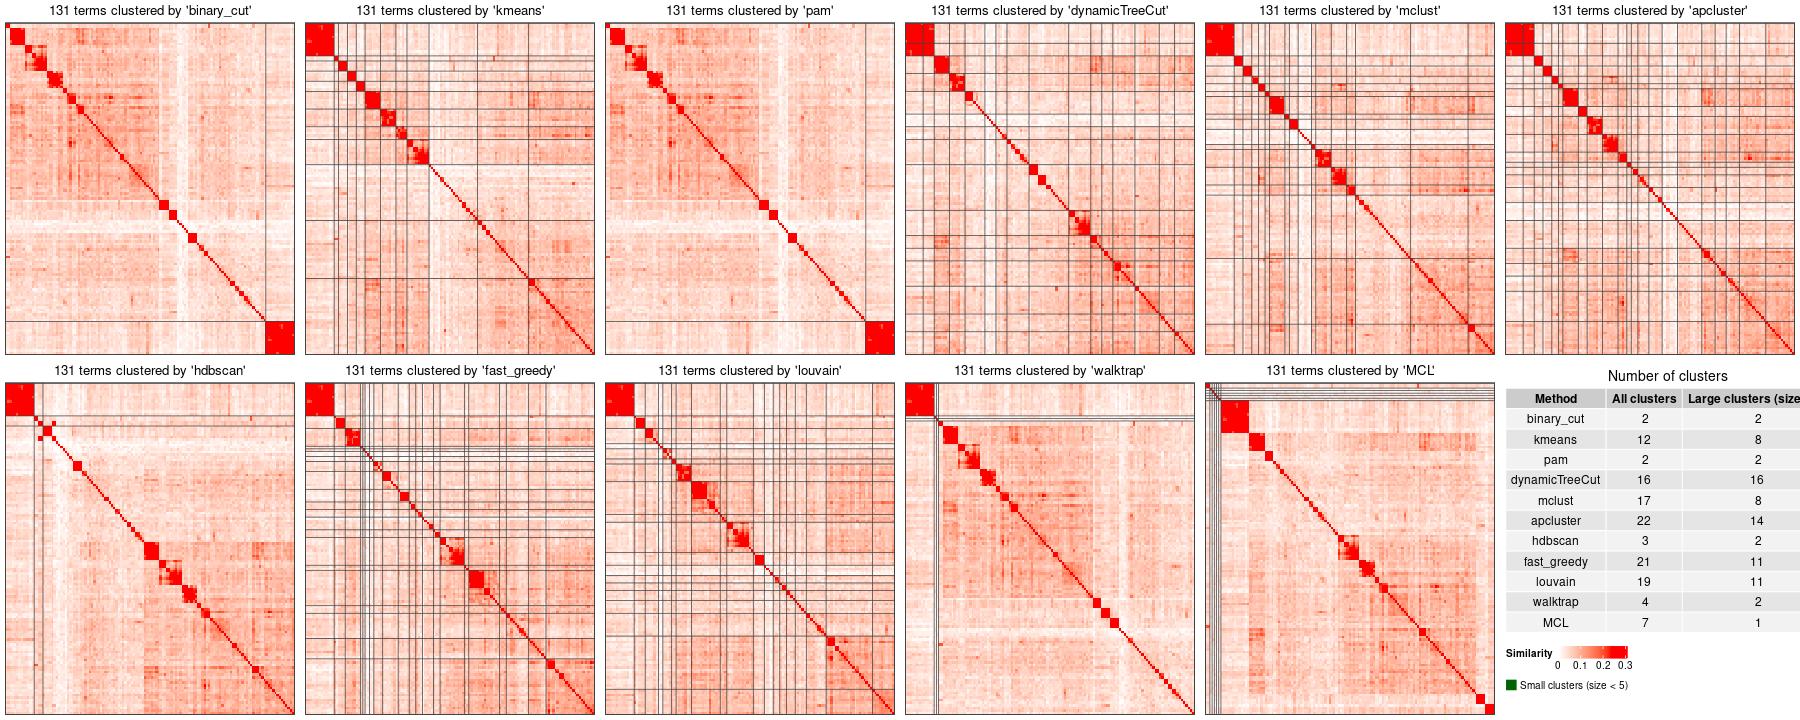 131 terms clustered by 'binary_cut'
131 terms clustered by 'kmeans'
131 terms clustered by 'pam'
131 terms clustered by 'dynamicTreeCut'
131 terms clustered by 'mclust'
131 terms clustered by 'apcluster'
131 terms clustered by 'hdbscan'
131 terms clustered by 'fast_greedy'
131 terms clustered by 'louvain'
131 terms clustered by 'walktrap'
131 terms clustered by 'MCL'
Number of clusters
Method All clusters Large clusters (size
binary_cut 2 2
kmeans 12 8
pam 2 2
dynamicTreeCut 16 16
mclust 17 8
apcluster 22 14
hdbscan 3 2
fast_greedy 21 11
louvain 19 11
walktrap 4 2
MCL 7 1
Similarity
0 0.1 0.2 0.3
Small clusters (size < 5)